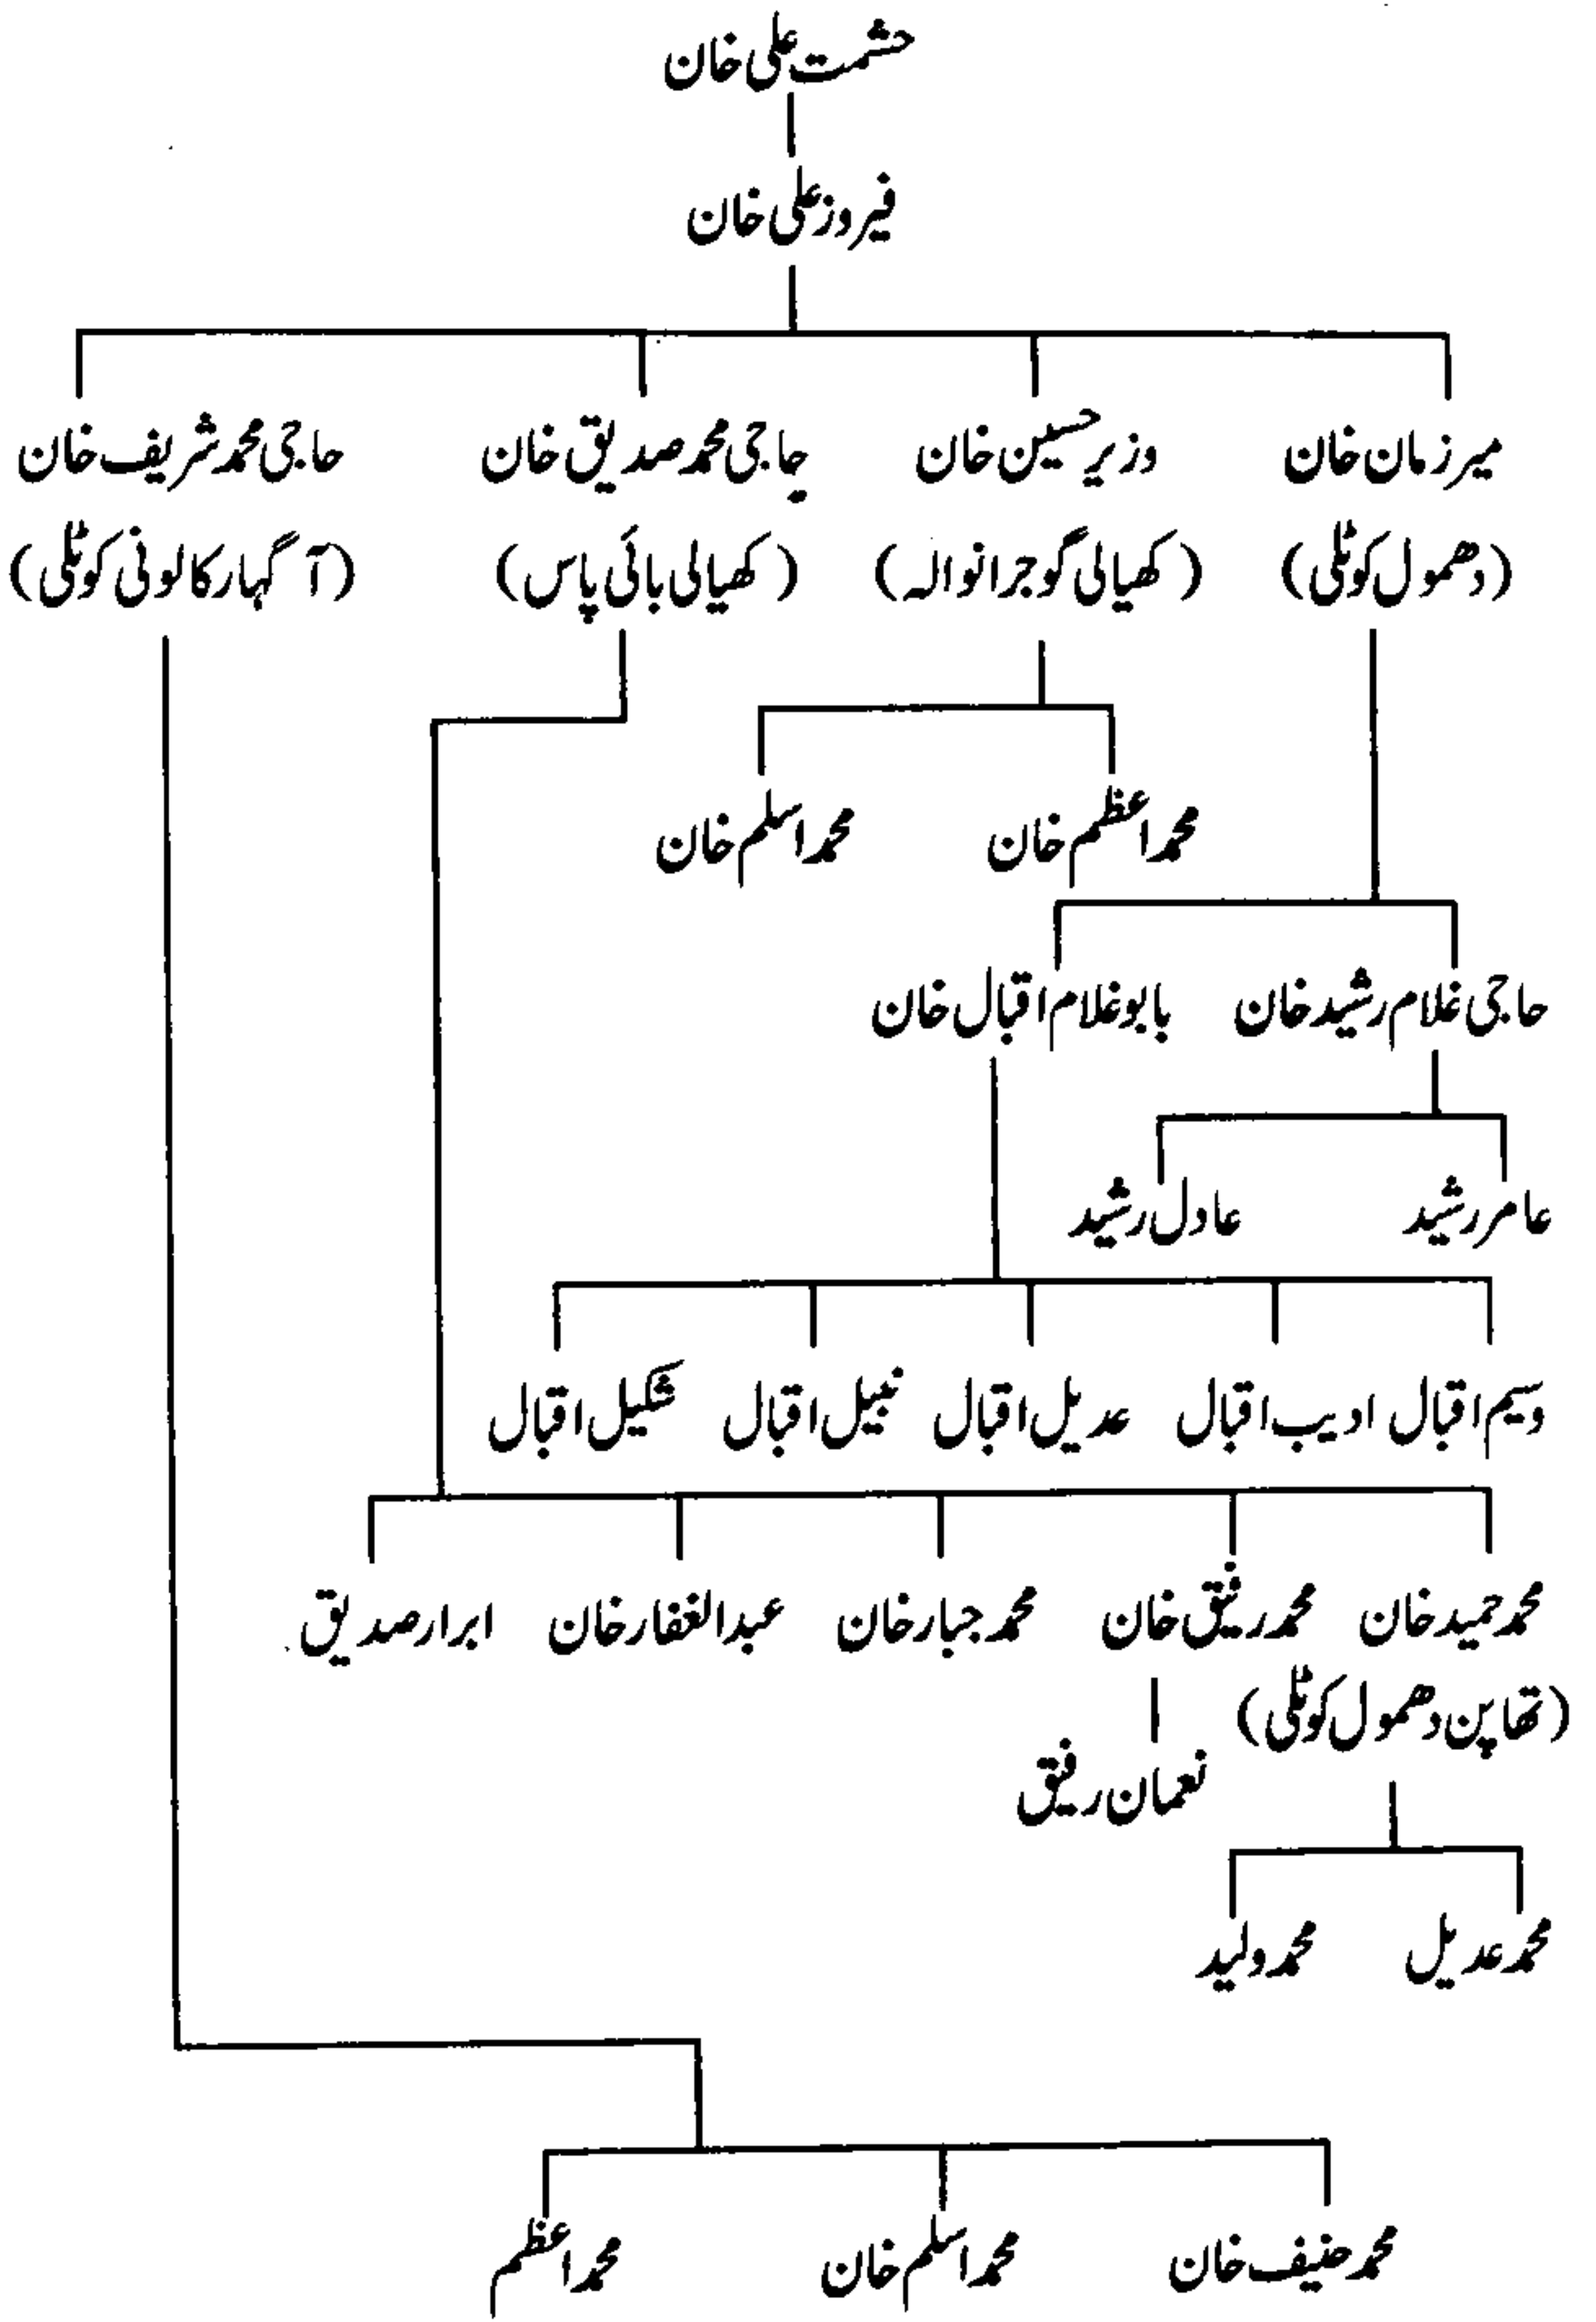 حشمت علی خان
فیروز علی خان
میر زمان خان وزیر حسین خان حاجی محمد صدیق خان حاجی محمد شریف خان
(دھمول کوٹلی) (کھیالی گوجرانوالہ) (کھیالی بائی پاس) (آگہار کالونی کوٹلی)
محمد اعظم خان محمد اسلم خان
حاجی غلام رشید خان بابو غلام اقبال خان
عامر رشید عادل رشید
وسیم اقبال ادیب اقبال عدیل اقبال نبیل اقبال شکیل اقبال
محمد حمید خان محمد رفیق خان محمد جبار خان عبدالغفار خان ابرار صدیق
(تھاپن دھمول کوٹلی)
نعمان رفیق
محمد عدیل محمد ولید
محمد حنیف خان محمد اسلم خان محمد اعظم